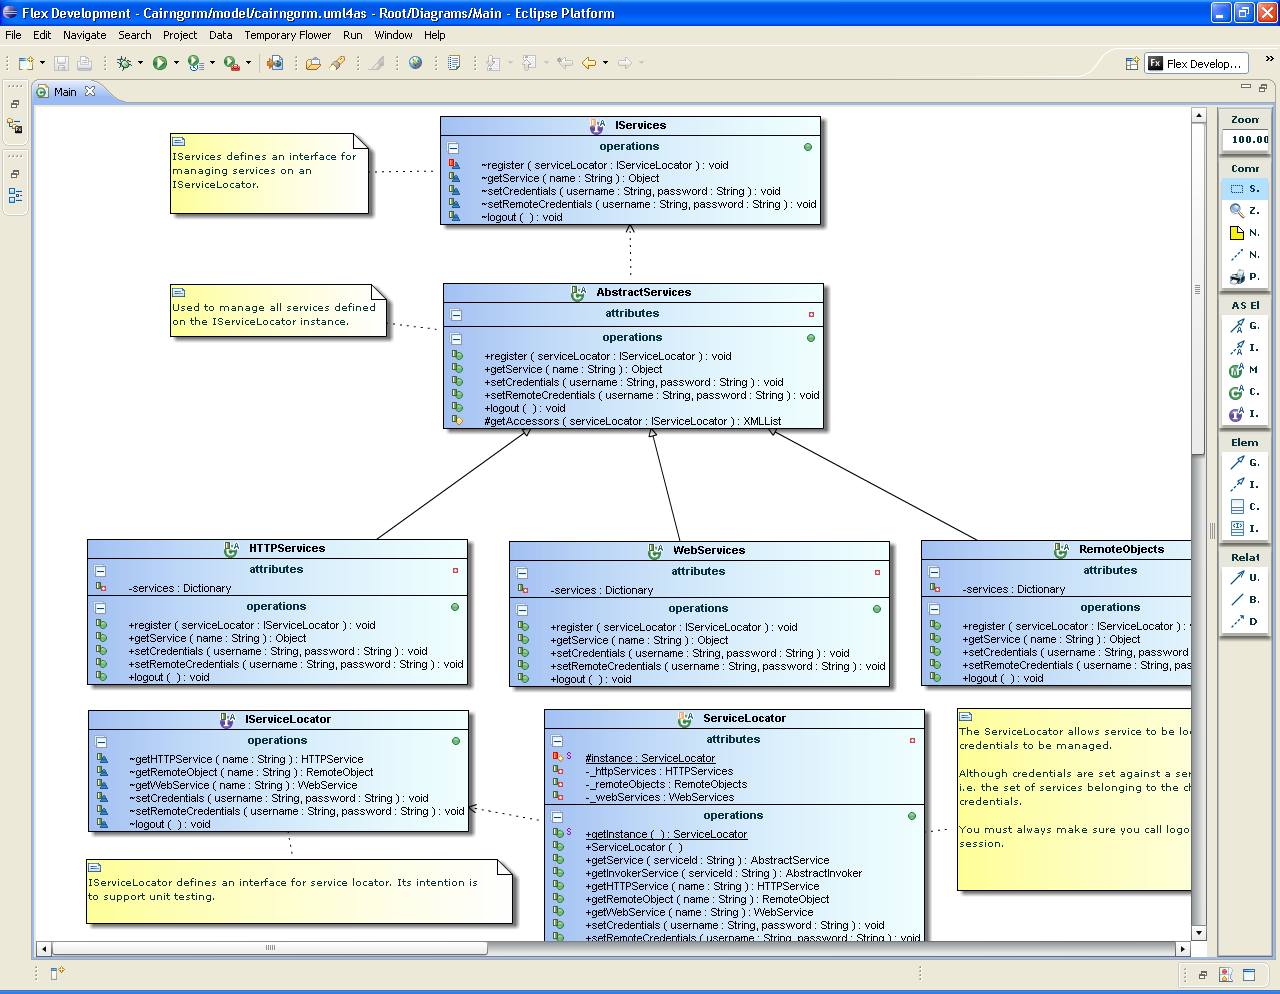 Flex Development - Cairngorm/model/cairngorm.uml4as - Root/Diagrams/Main - Eclipse Platform
File Edit Navigate Search Project Data Temporary Flower Run Window Help
Fx Flex Develop...
Main
IServices
operations
~register ( serviceLocator : IServiceLocator ) : void
~getService ( name : String ) : Object
~setCredentials ( username : String, password : String ) : void
~setRemoteCredentials ( username : String, password : String ) : void
~logout ( ) : void
IServices defines an interface for
managing services on an
IServiceLocator.
Used to manage all services defined
on the IServiceLocator instance.
AbstractServices
attributes
operations
+register ( serviceLocator : IServiceLocator ) : void
+getService ( name : String ) : Object
+setCredentials ( username : String, password : String ) : void
+setRemoteCredentials ( username : String, password : String ) : void
+logout ( ) : void
#getAccessors ( serviceLocator : IServiceLocator ) : XMLList
HTTPServices
attributes
-services : Dictionary
operations
+register ( serviceLocator : IServiceLocator ) : void
+getService ( name : String ) : Object
+setCredentials ( username : String, password : String ) : void
+setRemoteCredentials ( username : String, password : String ) : void
+logout ( ) : void
WebServices
attributes
-services : Dictionary
operations
+register ( serviceLocator : IServiceLocator ) : void
+getService ( name : String ) : Object
+setCredentials ( username : String, password : String ) : void
+setRemoteCredentials ( username : String, password : String ) : void
+logout ( ) : void
RemoteObjects
attributes
-services : Dictionary
operations
+register ( serviceLocator : IServiceLocator ) :
+getService ( name : String ) : Object
+setCredentials ( username : String, passwo
+setRemoteCredentials ( username : String, pas
+logout ( ) : void
IServiceLocator
operations
~getHTTPService ( name : String ) : HTTPService
~getRemoteObject ( name : String ) : RemoteObject
~getWebService ( name : String ) : WebService
~setCredentials ( username : String, password : String ) : void
~setRemoteCredentials ( username : String, password : String ) : void
~logout ( ) : void
IServiceLocator defines an interface for service locator. Its intention is
to support unit testing.
ServiceLocator
attributes
#instance : ServiceLocator
-_httpServices : HTTPServices
-_remoteObjects : RemoteObjects
-_webServices : WebServices
operations
+getInstance ( ) : ServiceLocator
+ServiceLocator ( )
+getService ( serviceId : String ) : AbstractService
+getInvokerService ( serviceId : String ) : AbstractInvoker
+getHTTPService ( name : String ) : HTTPService
+getRemoteObject ( name : String ) : RemoteObject
+getWebService ( name : String ) : WebService
+setCredentials ( username : String, password : String ) : void
+setRemoteCredentials ( username : String, password : String ) : void
The ServiceLocator allows service to be lo
credentials to be managed.
Although credentials are set against a ser
i.e. the set of services belonging to the ch
credentials.
You must always make sure you call logo
session.
Zoom
100.00
Comr
S.
Z.
N.
N.
P.
AS El
G.
I.
M
C.
I.
Elem
G.
I.
C.
I.
Relat
U.
B.
D